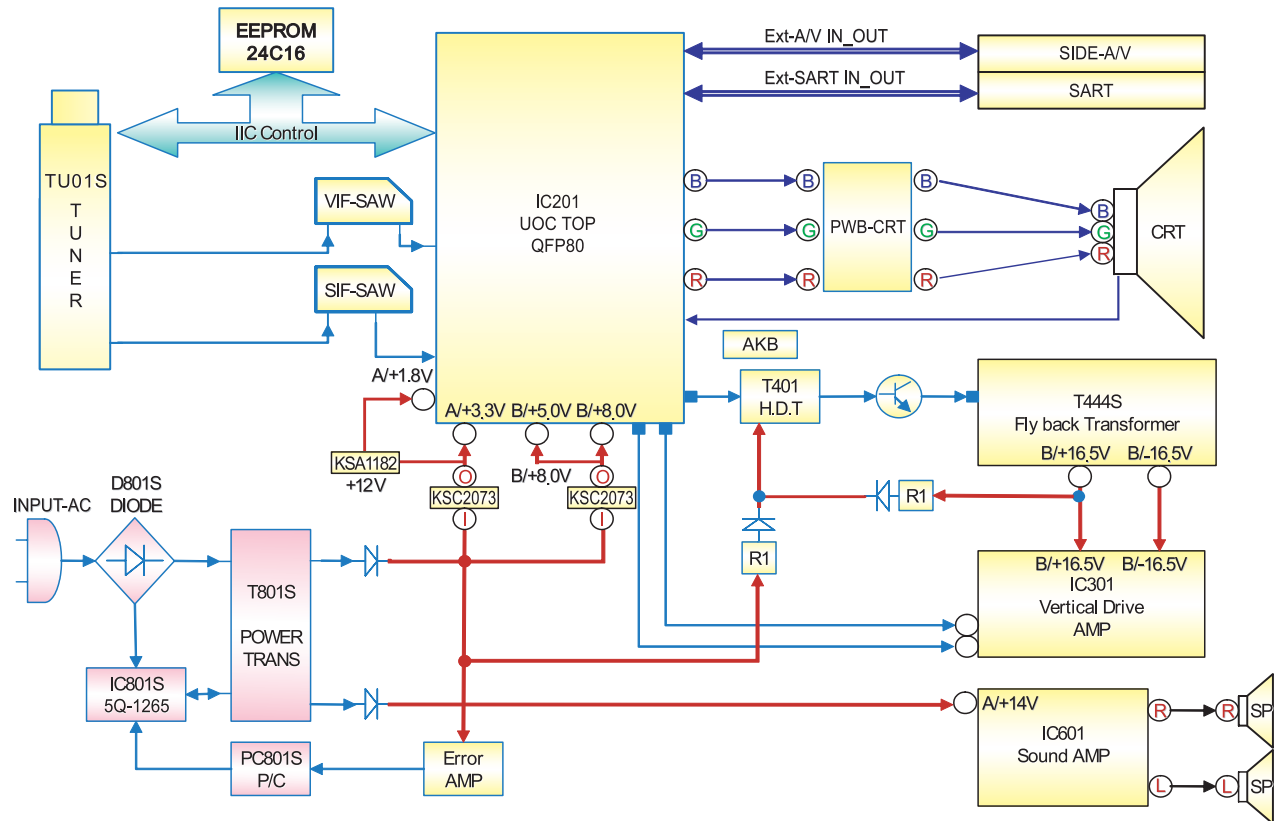 EEPROM
24C16
IIC Control
TU01S
TUNER
VIF-SAW
SIF-SAW
IC201
UOC TOP
QFP80
Ext-A/V IN_OUT
SIDE-A/V
Ext-SART IN_OUT
SART
B
B
B
B
G
G
G
G
R
R
R
R
PWB-CRT
CRT
AKB
A/+1.8V
A/+3.3V
B/+5.0V
B/+8.0V
KSA1182
+12V
O
KSC2073
I
B/+8.0V
O
KSC2073
I
T401
H.D.T
T444S
Fly back Transformer
B/+16.5V
B/-16.5V
R1
R1
B/+16.5V
B/-16.5V
IC301
Vertical Drive
AMP
INPUT-AC
D801S
DIODE
T801S
POWER
TRANS
IC801S
5Q-1265
PC801S
P/C
Error
AMP
A/+14V
IC601
Sound AMP
R
R
SP
L
L
SP